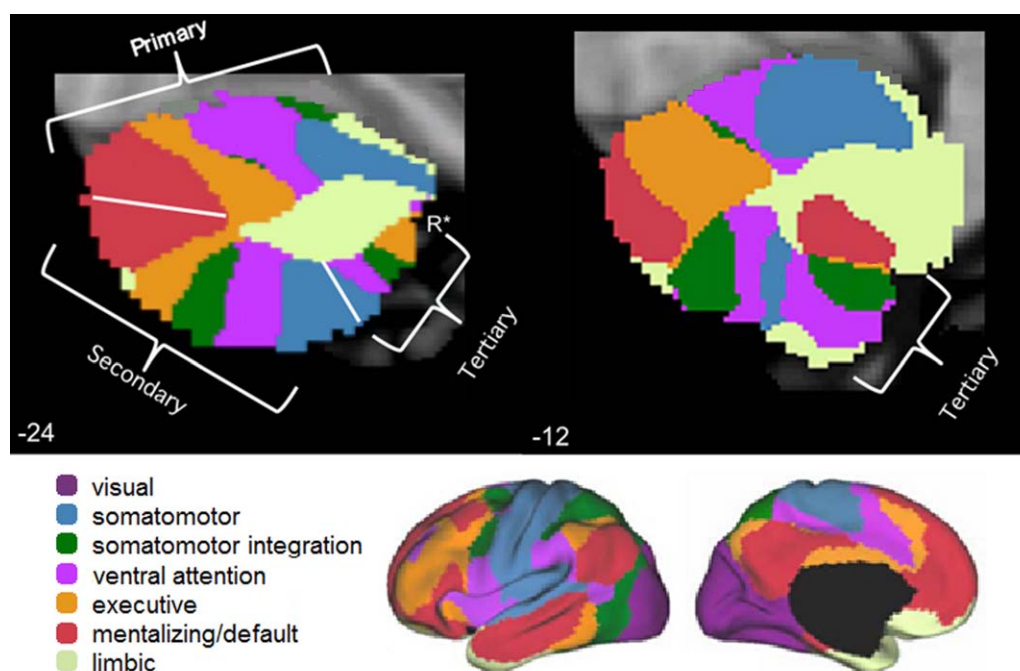 Primary
R*
Secondary
Tertiary
Tertiary
-24
-12
visual
somatomotor
somatomotor integration
ventral attention
executive
mentalizing/default
limbic